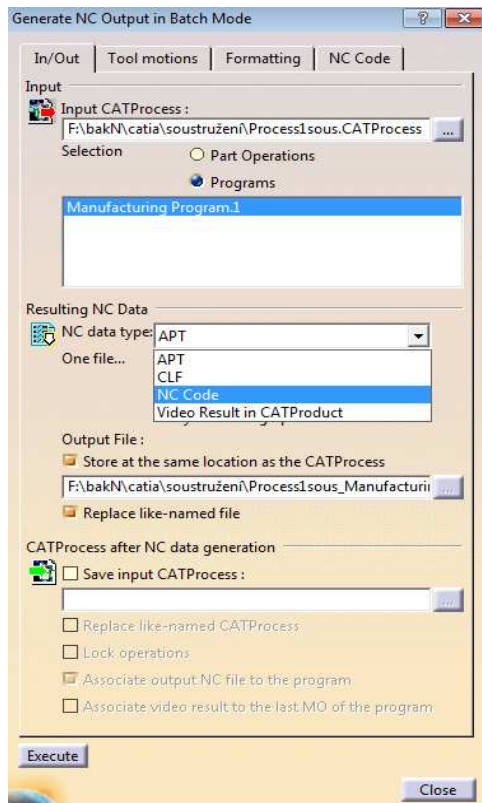 Generate NC Output in Batch Mode
In/Out Tool motions Formatting NC Code
Input
Input CATProcess :
F:\bakN\catia\soustružení\Process1sous.CATProcess ...
Selection Part Operations
Programs
Manufacturing Program.1
Resulting NC Data
NC data type: APT
One file... APT
CLF
NC Code
Video Result in CATProduct
Output File :
Store at the same location as the CATProcess
F:\bakN\catia\soustružení\Process1sous_Manufacturin ...
Replace like-named file
CATProcess after NC data generation
Save input CATProcess :
...
Replace like-named CATProcess
Lock operations
Associate output NC file to the program
Associate video result to the last MO of the program
Execute
Close